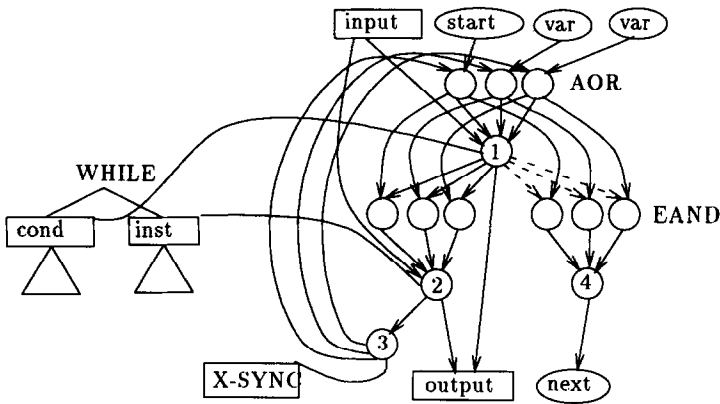 input
start
var
var
AOR
1
WHILE
cond
inst
EAND
2
4
3
X-SYNC
output
next